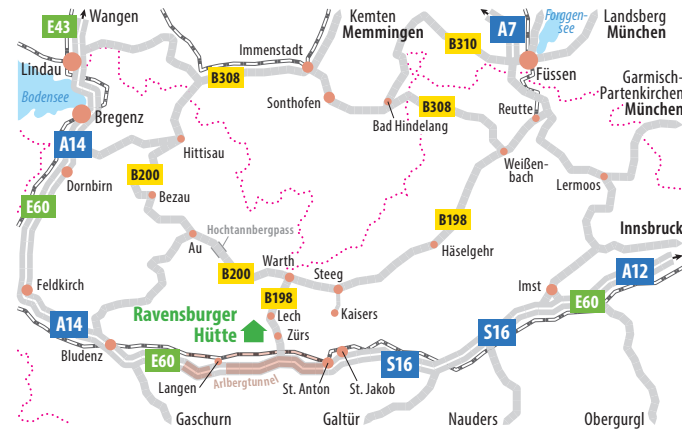 Wangen
E43
Kempten
Memmingen
B310
A7
Forggen-
see
Landsberg
München
Lindau
Immenstadt
B308
Füssen
Bodensee
Sonthofen
Bad Hindelang
B308
Reutte
Garmisch-
Partenkirchen
München
Bregenz
A14
Hittisau
Weißen-
bach
Dornbirn
B200
Bezau
Lermoos
E60
Au
Hochtannbergpass
B198
Häselgehr
Innsbruck
B200
Warth
Steeg
A12
Feldkirch
B198
Imst
E60
Ravensburger
Hütte
Lech
Kaisers
A14
Zürs
S16
Bludenz
E60
Langen
Arlbergtunnel
St. Anton
St. Jakob
S16
Gaschurn
Galtür
Nauders
Obergurgl